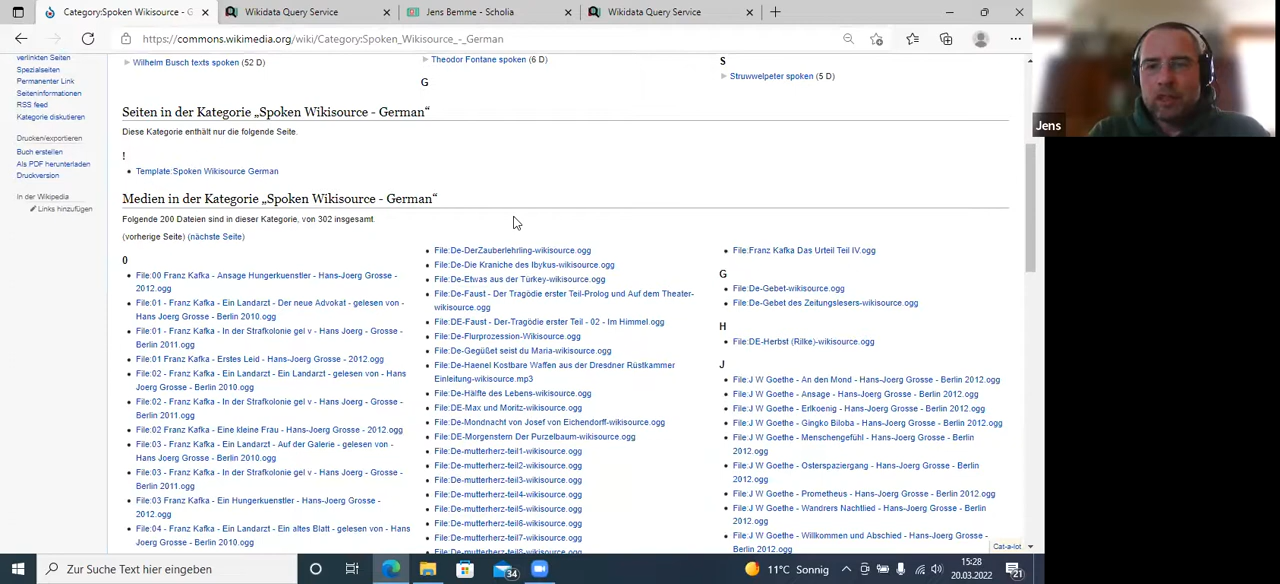 Category:Spoken Wikisource - G
Wikidata Query Service
Jens Bemme - Scholia
Wikidata Query Service
https://commons.wikimedia.org/wiki/Category:Spoken_Wikisource_-_German
verlinkten Seiten
Spezialseiten
Permanenter Link
Seiteninformationen
RSS feed
Kategorie diskutieren
Drucken/exportieren
Buch erstellen
Als PDF herunterladen
Druckversion
In der Wikipedia
Links hinzufügen
Wilhelm Busch texts spoken (52 D)
Theodor Fontane spoken (6 D)
G
S
Struwwelpeter spoken (5 D)
Seiten in der Kategorie „Spoken Wikisource - German“
Diese Kategorie enthält nur die folgende Seite.
!
Template:Spoken Wikisource German
Medien in der Kategorie „Spoken Wikisource - German“
Folgende 200 Dateien sind in dieser Kategorie, von 302 insgesamt.
(vorherige Seite) (nächste Seite)
0
File:00 Franz Kafka - Ansage Hungerkuenstler - Hans-Joerg Grosse -
2012.ogg
File:01 - Franz Kafka - Ein Landarzt - Der neue Advokat - gelesen von -
Hans Joerg Grosse - Berlin 2010.ogg
File:01 - Franz Kafka - In der Strafkolonie gel v - Hans Joerg - Grosse -
Berlin 2011.ogg
File:01 Franz Kafka - Erstes Leid - Hans-Joerg Grosse - 2012.ogg
File:02 - Franz Kafka - Ein Landarzt - Ein Landarzt - gelesen von - Hans
Joerg Grosse - Berlin 2010.ogg
File:02 - Franz Kafka - In der Strafkolonie gel v - Hans Joerg - Grosse -
Berlin 2011.ogg
File:02 Franz Kafka - Eine kleine Frau - Hans-Joerg Grosse - 2012.ogg
File:03 - Franz Kafka - Ein Landarzt - Auf der Galerie - gelesen von -
Hans Joerg Grosse - Berlin 2010.ogg
File:03 - Franz Kafka - In der Strafkolonie gel v - Hans Joerg - Grosse -
Berlin 2011.ogg
File:03 Franz Kafka - Ein Hungerkuenstler - Hans-Joerg Grosse -
2012.ogg
File:04 - Franz Kafka - Ein Landarzt - Ein altes Blatt - gelesen von - Hans
Joerg Grosse - Berlin 2010.ogg
File:De-DerZauberlehrling-wikisource.ogg
File:De-Die Kraniche des Ibykus-wikisource.ogg
File:De-Etwas aus der Türkey-wikisource.ogg
File:De-Faust - Der Tragödie erster Teil-Prolog und Auf dem Theater-
wikisource.ogg
File:DE-Faust - Der-Tragödie erster Teil - 02 - Im Himmel.ogg
File:De-Flurprozession-Wikisource.ogg
File:De-Gegüßet seist du Maria-wikisource.ogg
File:De-Haenel Kostbare Waffen aus der Dresdner Rüstkammer
Einleitung-wikisource.mp3
File:De-Hälfte des Lebens-wikisource.ogg
File:DE-Max und Moritz-wikisource.ogg
File:De-Mondnacht von Josef von Eichendorff-wikisource.ogg
File:DE-Morgenstern Der Purzelbaum-wikisource.ogg
File:De-mutterherz-teil1-wikisource.ogg
File:De-mutterherz-teil2-wikisource.ogg
File:De-mutterherz-teil3-wikisource.ogg
File:De-mutterherz-teil4-wikisource.ogg
File:De-mutterherz-teil5-wikisource.ogg
File:De-mutterherz-teil6-wikisource.ogg
File:De-mutterherz-teil7-wikisource.ogg
File:De-mutterherz-teil8-wikisource.ogg
File:Franz Kafka Das Urteil Teil IV.ogg
G
File:De-Gebet-wikisource.ogg
File:De-Gebet des Zeitungslesers-wikisource.ogg
H
File:DE-Herbst (Rilke)-wikisource.ogg
J
File:J W Goethe - An den Mond - Hans-Joerg Grosse - Berlin 2012.ogg
File:J W Goethe - Ansage - Hans-Joerg Grosse - Berlin 2012.ogg
File:J W Goethe - Erlkoenig - Hans-Joerg Grosse - Berlin 2012.ogg
File:J W Goethe - Gingko Biloba - Hans-Joerg Grosse - Berlin 2012.ogg
File:J W Goethe - Menschengefühl - Hans-Joerg Grosse - Berlin
2012.ogg
File:J W Goethe - Osterspaziergang - Hans-Joerg Grosse - Berlin
2012.ogg
File:J W Goethe - Prometheus - Hans-Joerg Grosse - Berlin 2012.ogg
File:J W Goethe - Wandrers Nachtlied - Hans-Joerg Grosse - Berlin
2012.ogg
File:J W Goethe - Willkommen und Abschied - Hans-Joerg Grosse -
Berlin 2012.ogg
Cat-a-lot
Jens
Zur Suche Text hier eingeben
34
11°C Sonnig
15:28
20.03.2022
21